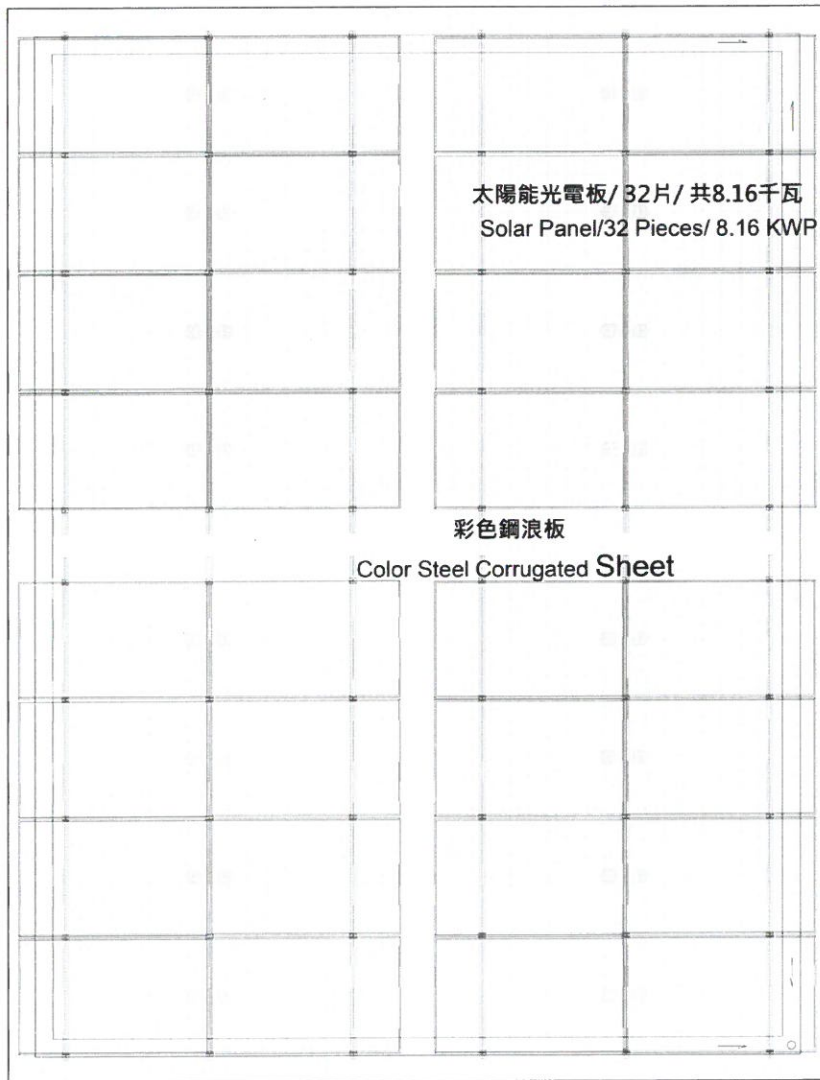 太陽能光電板/ 32片/ 共8.16千瓦
Solar Panel/32 Pieces/ 8.16 KWP
彩色鋼浪板
Color Steel Corrugated Sheet